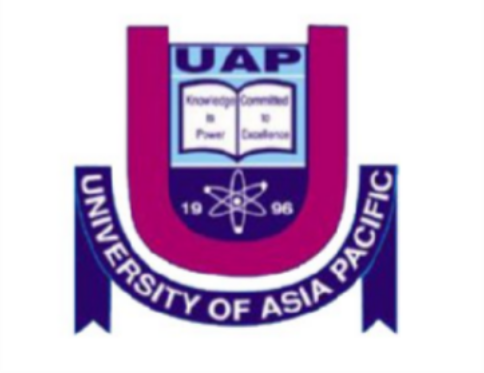 UAP
Knowledge
is
Power
Committed
to
Excellence
19 96
UNIVERSITY OF ASIA PACIFIC